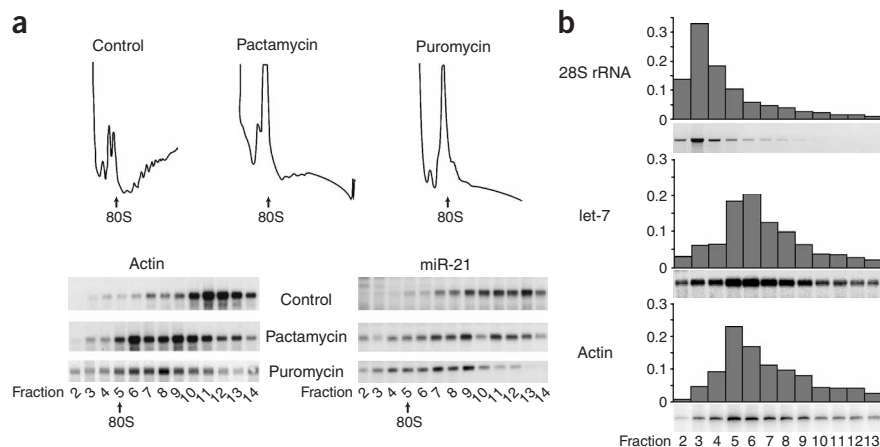 a
Control
Pactamycin
Puromycin
80S
80S
80S
Actin
miR-21
Control
Pactamycin
Puromycin
Fraction 2 3 4 5 6 7 8 9 10 11 12 13 14
Fraction 2 3 4 5 6 7 8 9 10 11 12 13 14
80S
80S
b
0.3
0.2
0.1
0
28S rRNA
0.3
0.2
0.1
0
let-7
0.3
0.2
0.1
0
Actin
Fraction 2 3 4 5 6 7 8 9 10 11 12 13